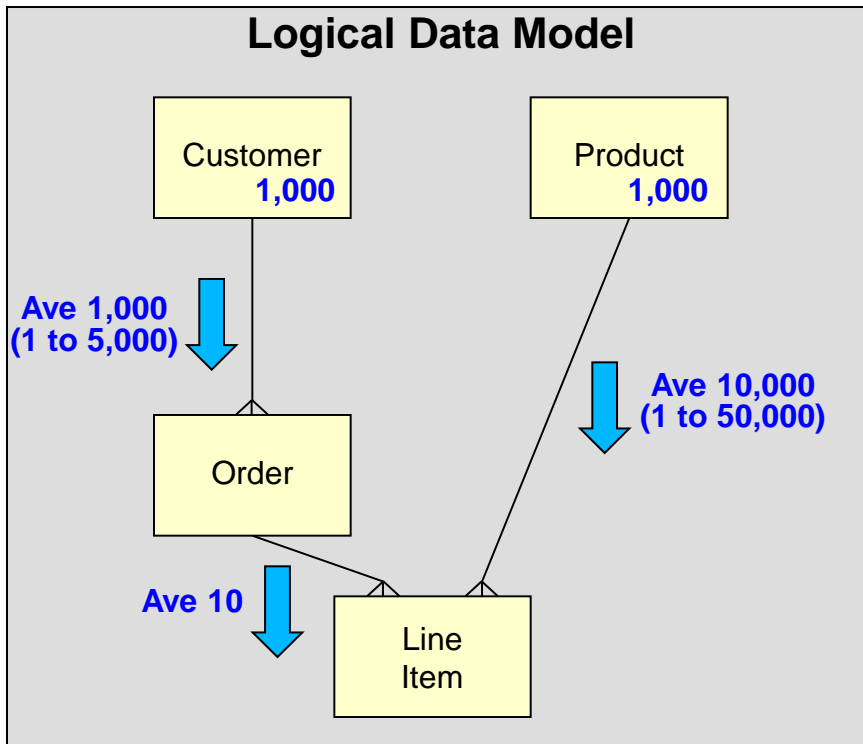 Logical Data Model
Customer
1,000
Product
1,000
Ave 1,000
(1 to 5,000)
Ave 10,000
(1 to 50,000)
Order
Ave 10
Line
Item